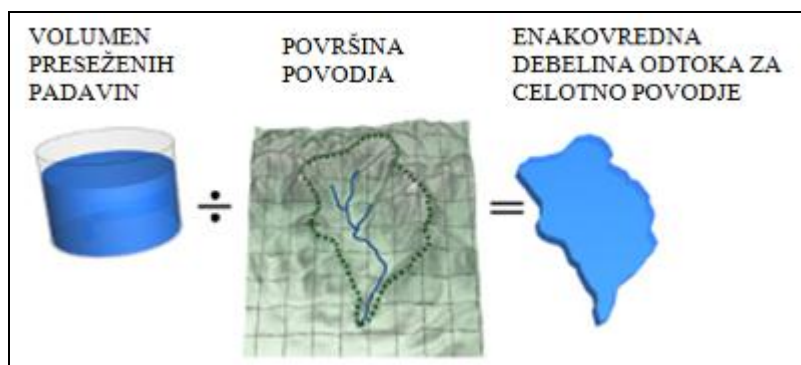 VOLUMEN
PRESEŽENIH
PADAVIN
POVRŠINA
POVODJA
ENAKOVREDNA
DEBELINA ODTOKA ZA
CELOTNO POVODJE
÷
=